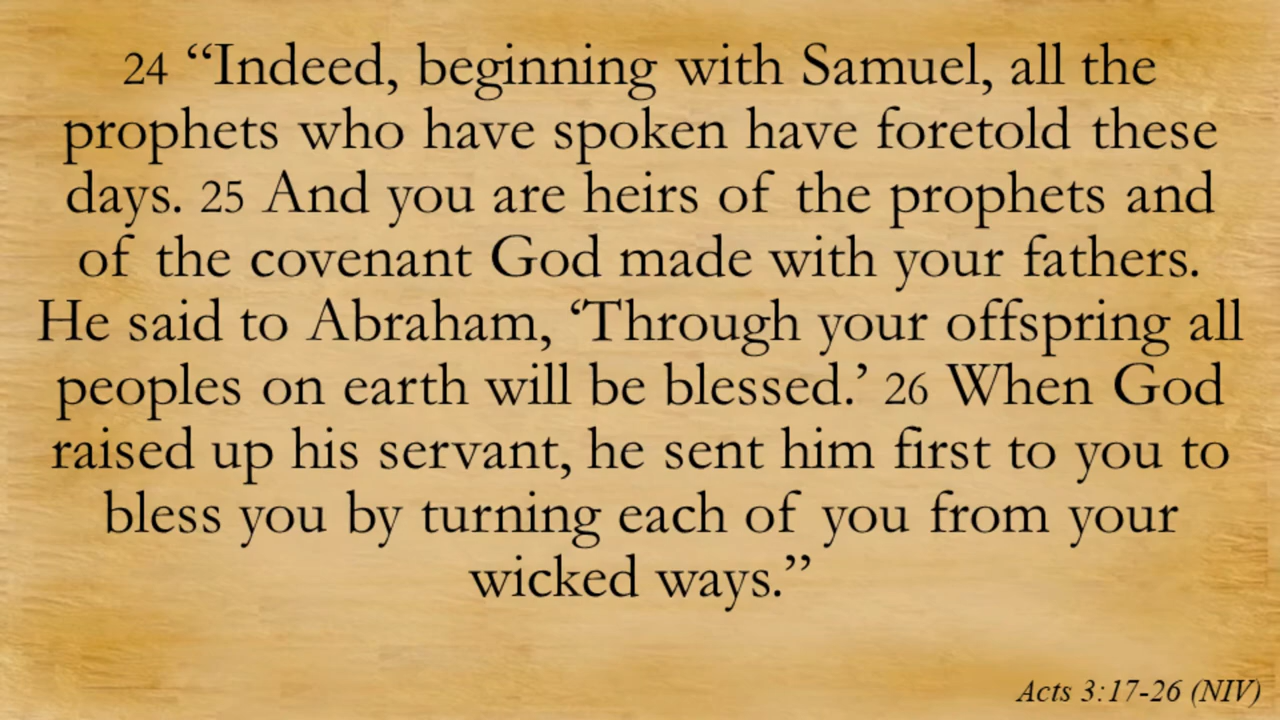 24 “Indeed, beginning with Samuel, all the
prophets who have spoken have foretold these
days. 25 And you are heirs of the prophets and
of the covenant God made with your fathers.
He said to Abraham, ‘Through your offspring all
peoples on earth will be blessed.’ 26 When God
raised up his servant, he sent him first to you to
bless you by turning each of you from your
wicked ways.”
Acts 3:17-26 (NIV)